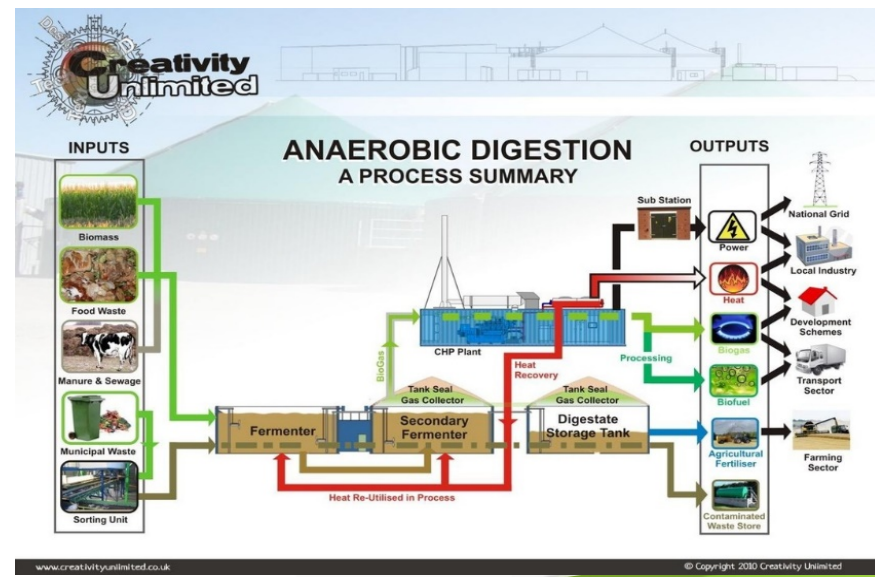 Creativity
Unlimited
INPUTS
ANAEROBIC DIGESTION
A PROCESS SUMMARY
OUTPUTS
Biomass
Food Waste
Manure & Sewage
Municipal Waste
Sorting Unit
Sub Station
Power
Heat
Biogas
Biofuel
Agricultural
Fertiliser
Contaminated
Waste Store
National Grid
Local Industry
Development
Schemes
Transport
Sector
Farming
Sector
CHP Plant
BioGas
Heat
Recovery
Processing
Tank Seal
Gas Collector
Tank Seal
Gas Collector
Fermenter
Secondary
Fermenter
Digestate
Storage Tank
Heat Re-Utilised in Process
www.creativityunlimited.co.uk
© Copyright 2010 Creativity Unlimited